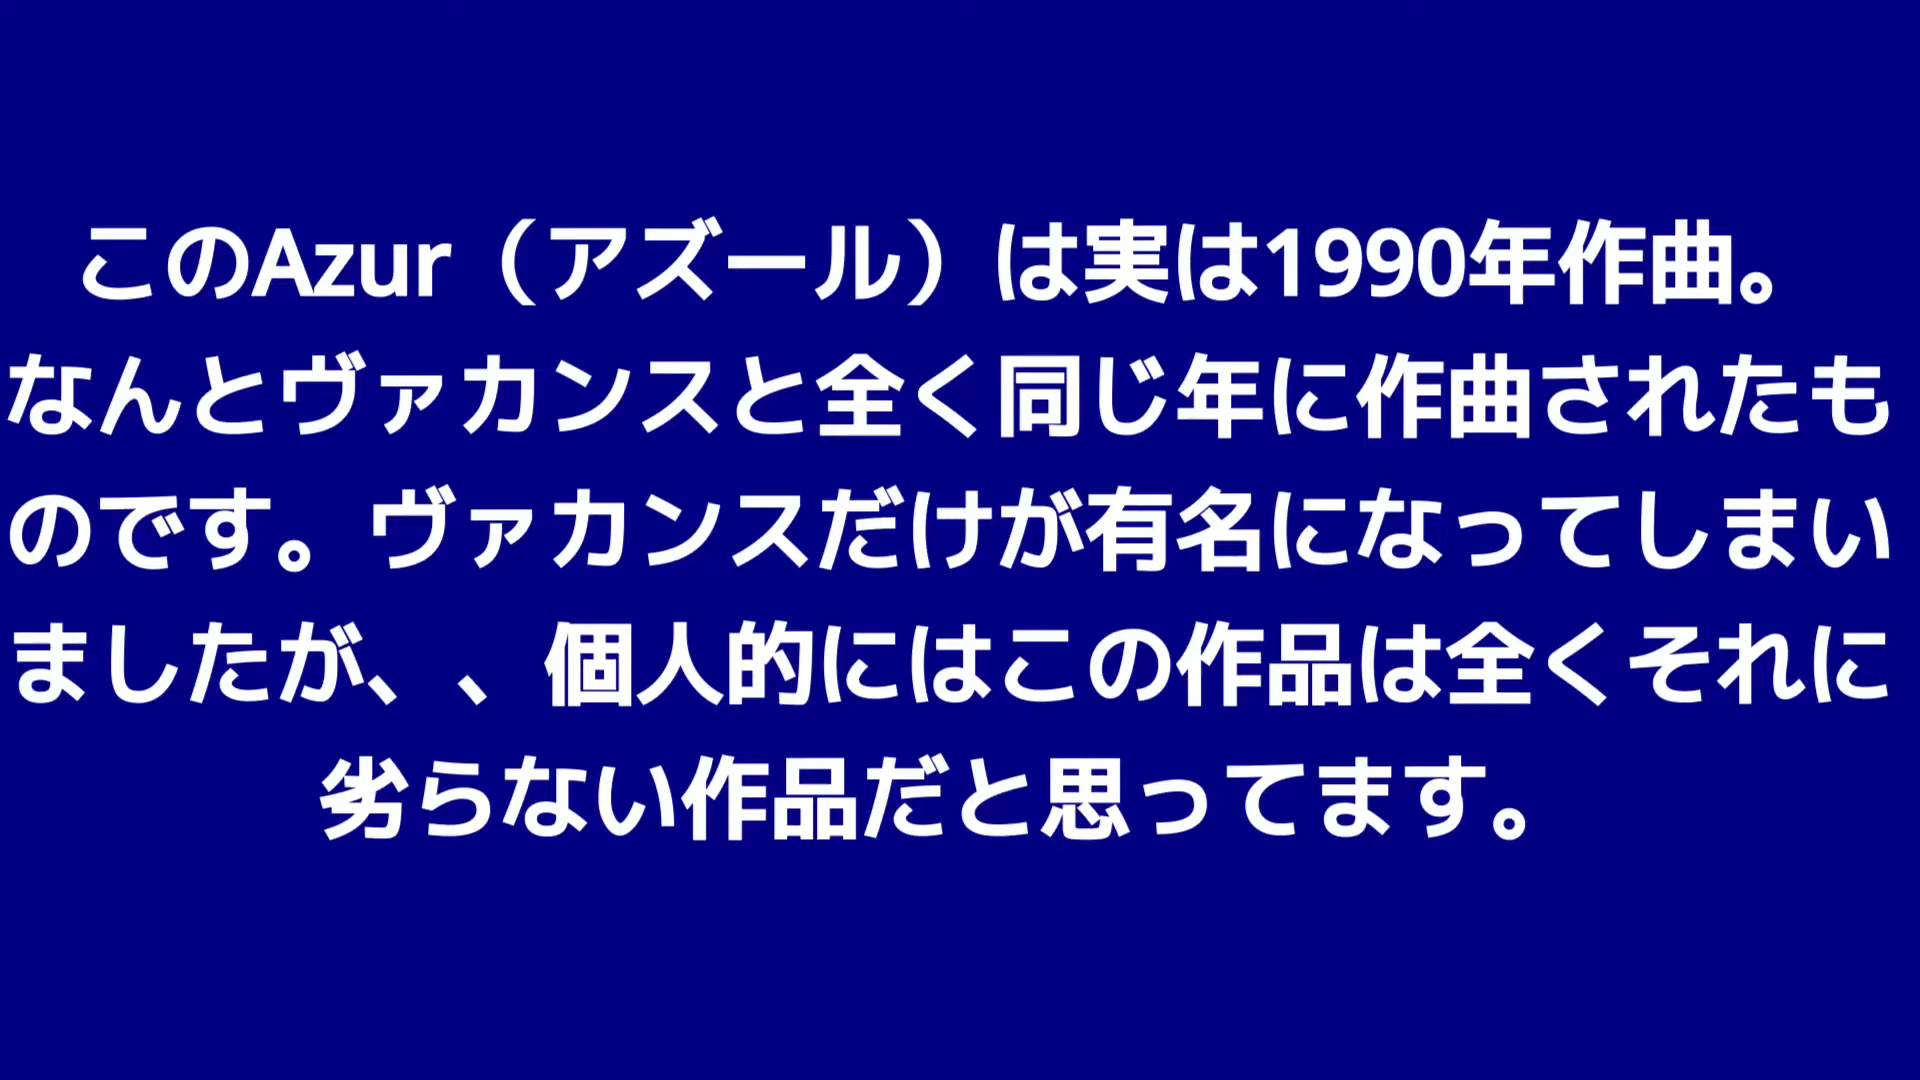 このAzur（アズール）は実は1990年作曲。
なんとヴァカンスと全く同じ年に作曲されたも
のです。ヴァカンスだけが有名になってしまい
ましたが、、個人的にはこの作品は全くそれに
劣らない作品だと思ってます。